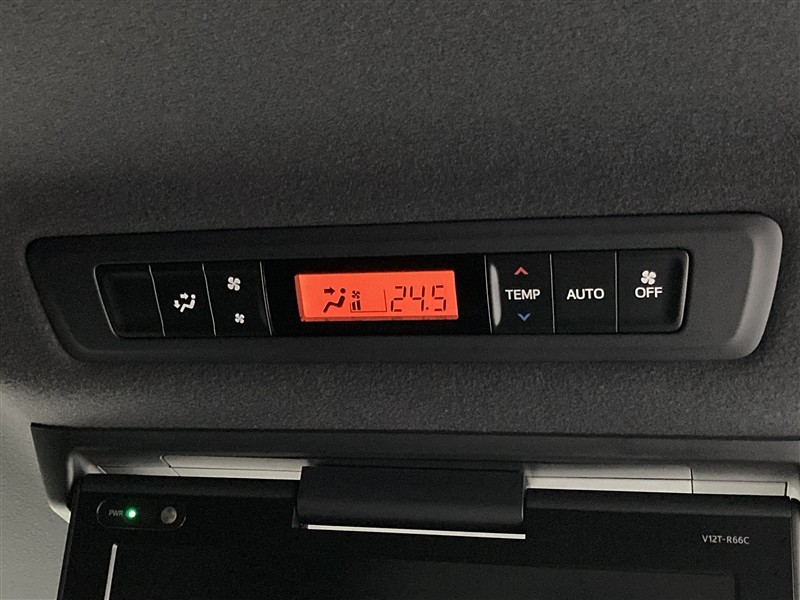 24.5
TEMP
AUTO
OFF
PWR
V12T-R66C